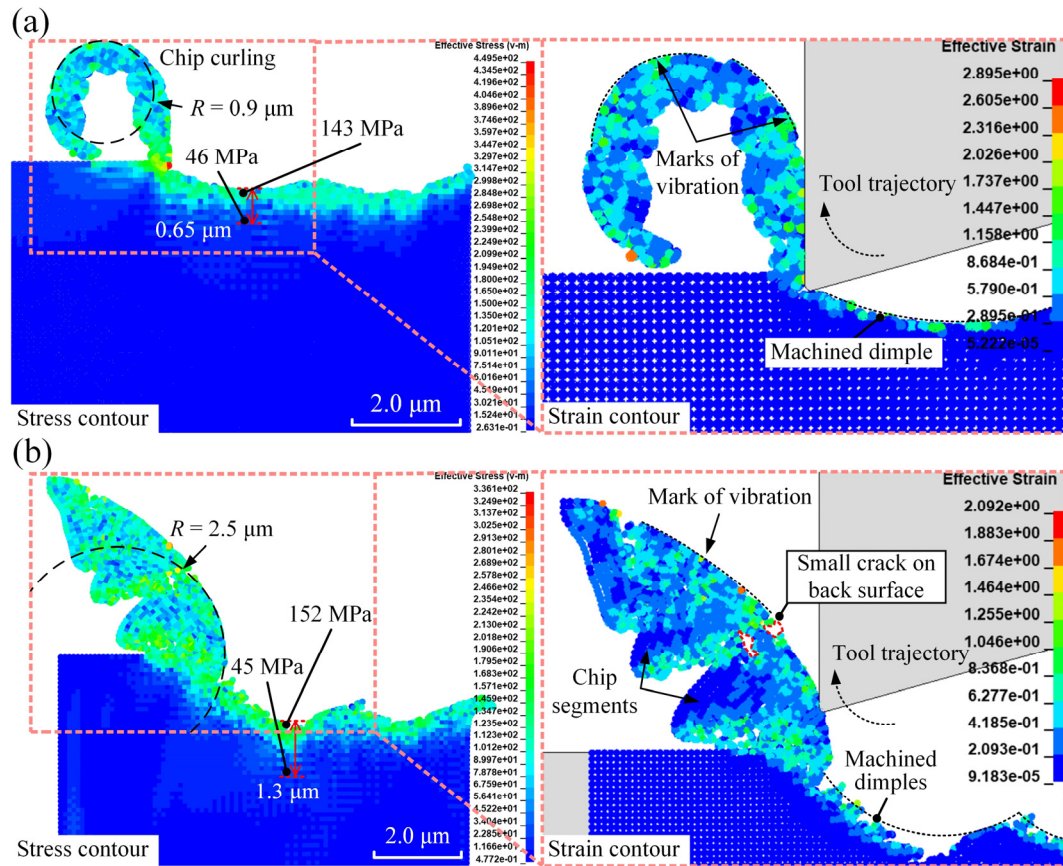 (a)
Chip curling
R = 0.9 μm
143 MPa
46 MPa
0.65 μm
Stress contour
2.0 μm
Effective Stress (v-m)
4.495e+02
4.345e+02
4.196e+02
4.046e+02
3.896e+02
3.746e+02
3.597e+02
3.447e+02
3.297e+02
3.147e+02
2.998e+02
2.848e+02
2.698e+02
2.548e+02
2.399e+02
2.249e+02
2.099e+02
1.949e+02
1.800e+02
1.650e+02
1.500e+02
1.351e+02
1.201e+02
1.051e+02
9.011e+01
7.514e+01
6.016e+01
4.519e+01
3.021e+01
1.524e+01
2.631e-01
Marks of
vibration
Tool trajectory
Machined dimple
Strain contour
Effective Strain
2.895e+00
2.605e+00
2.316e+00
2.026e+00
1.737e+00
1.447e+00
1.158e+00
8.684e-01
5.790e-01
2.895e-01
5.222e-05
(b)
R = 2.5 μm
152 MPa
45 MPa
1.3 μm
Stress contour
2.0 μm
Effective Stress (v-m)
3.361e+02
3.249e+02
3.137e+02
3.025e+02
2.913e+02
2.801e+02
2.689e+02
2.578e+02
2.466e+02
2.354e+02
2.242e+02
2.130e+02
2.018e+02
1.906e+02
1.795e+02
1.683e+02
1.571e+02
1.459e+02
1.347e+02
1.235e+02
1.123e+02
1.012e+02
8.997e+01
7.878e+01
6.759e+01
5.641e+01
4.522e+01
3.404e+01
2.285e+01
1.166e+01
4.772e-01
Mark of vibration
Small crack on
back surface
Chip
segments
Tool trajectory
Machined
dimples
Strain contour
Effective Strain
2.092e+00
1.883e+00
1.674e+00
1.464e+00
1.255e+00
1.046e+00
8.368e-01
6.277e-01
4.185e-01
2.093e-01
9.183e-05